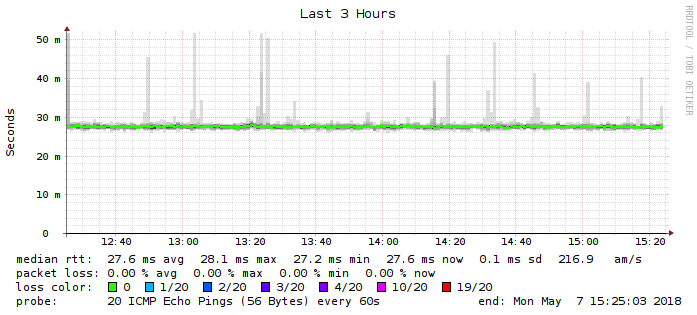 Last 3 Hours
RRDTOOL / TOBI OETIKER
Seconds
50 m
40 m
30 m
20 m
10 m
0
12:40 13:00 13:20 13:40 14:00 14:20 14:40 15:00 15:20
median rtt: 27.6 ms avg 28.1 ms max 27.2 ms min 27.6 ms now 0.1 ms sd 216.9 am/s
packet loss: 0.00 % avg 0.00 % max 0.00 % min 0.00 % now
loss color: 0 1/20 2/20 3/20 4/20 10/20 19/20
probe: 20 ICMP Echo Pings (56 Bytes) every 60s end: Mon May 7 15:25:03 2018